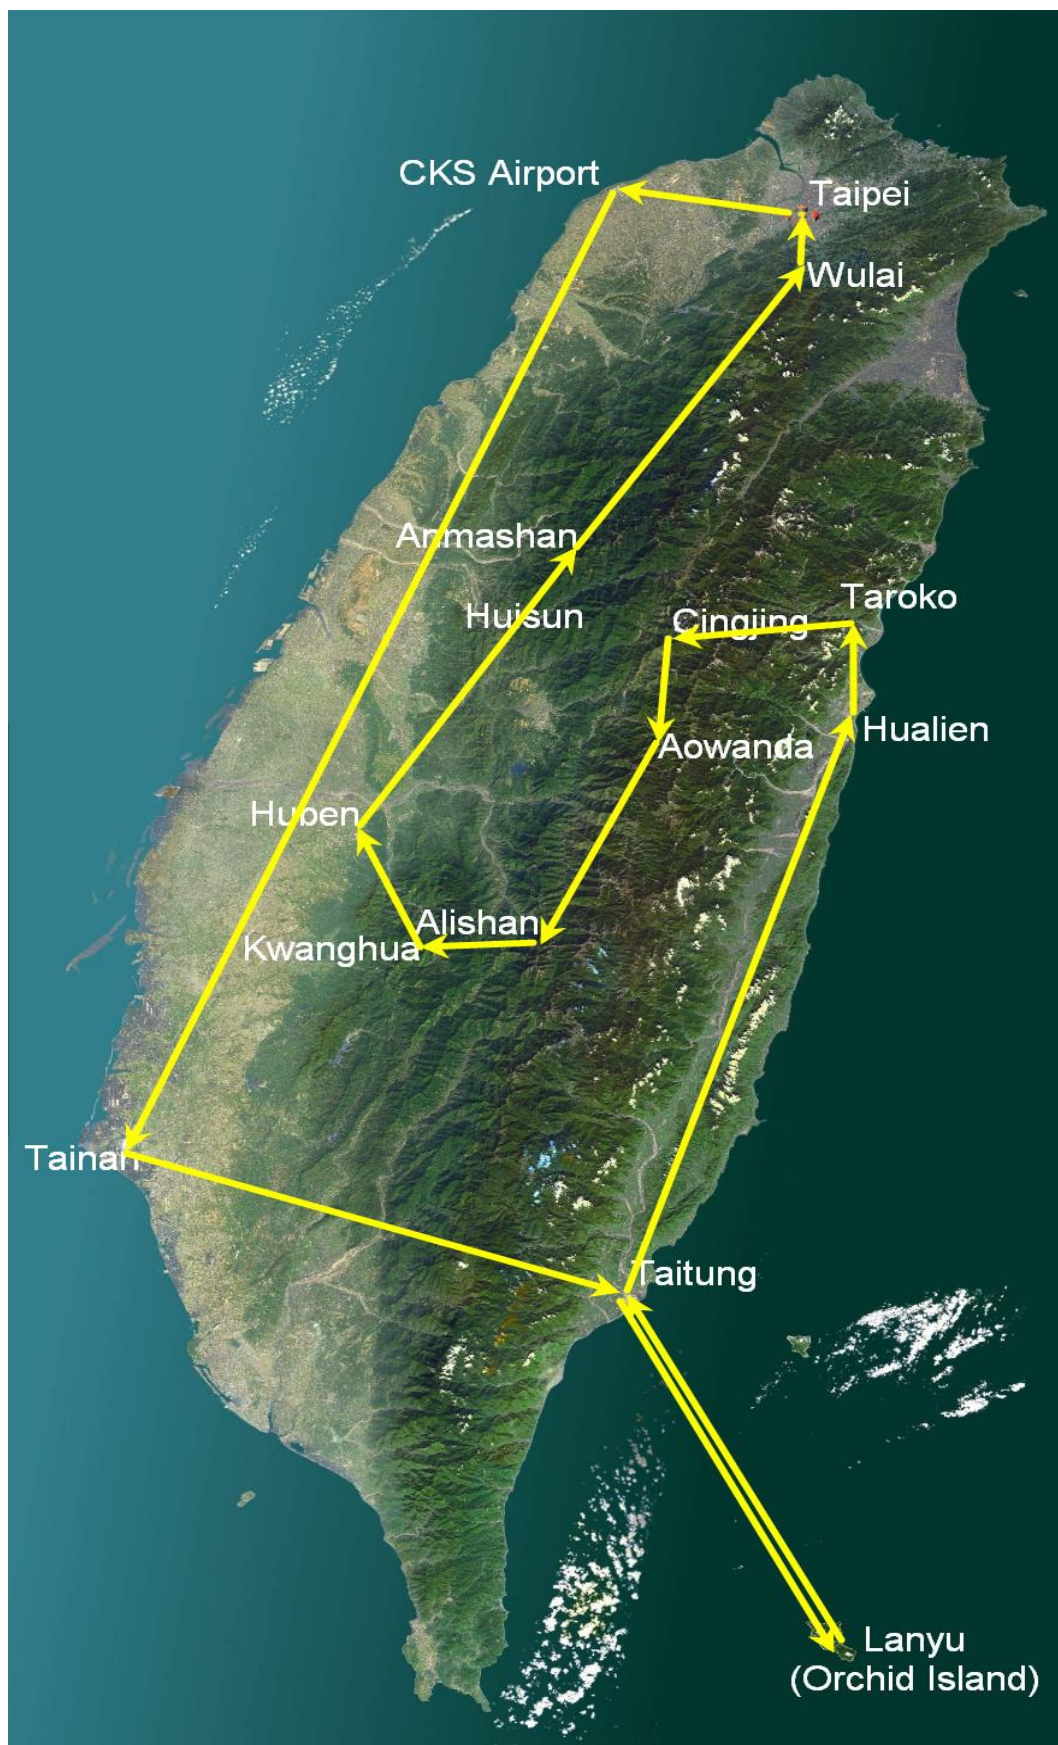 CKS Airport
Taipei
Wulai
Anmashan
Taroko
Huisun
Cingjing
Hualien
Aowanda
Huben
Alishan
Kwanghua
Tainan
Taitung
Lanyu
(Orchid Island)